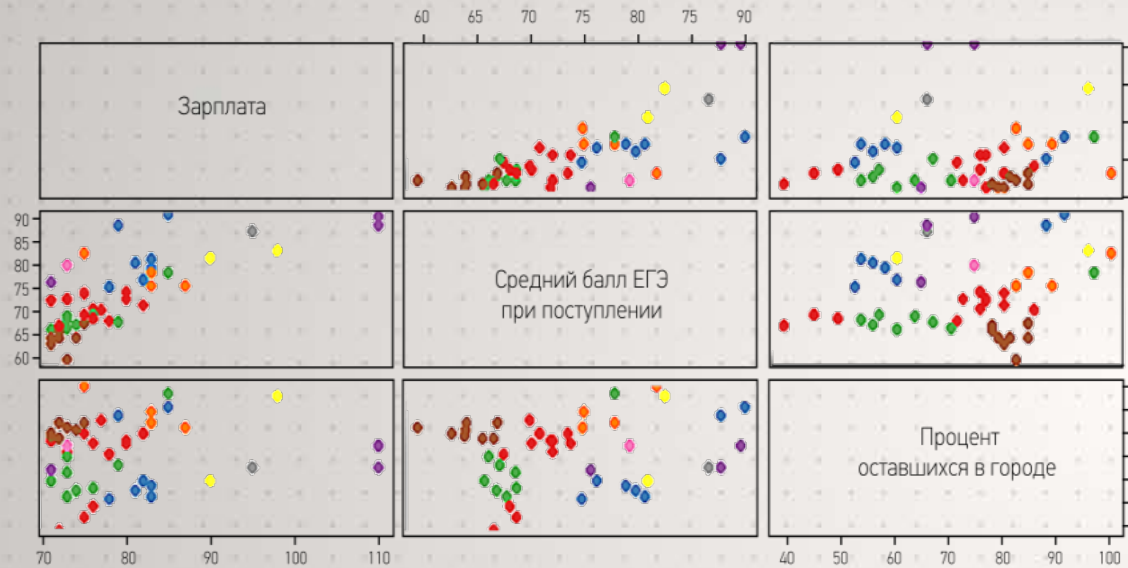 60 65 70 75 80 75 90
Зарплата
90
85
80
75
70
65
60
Средний балл ЕГЭ
при поступлении
Процент
оставшихся в городе
70 80 90 100 110
40 50 60 70 80 90 100